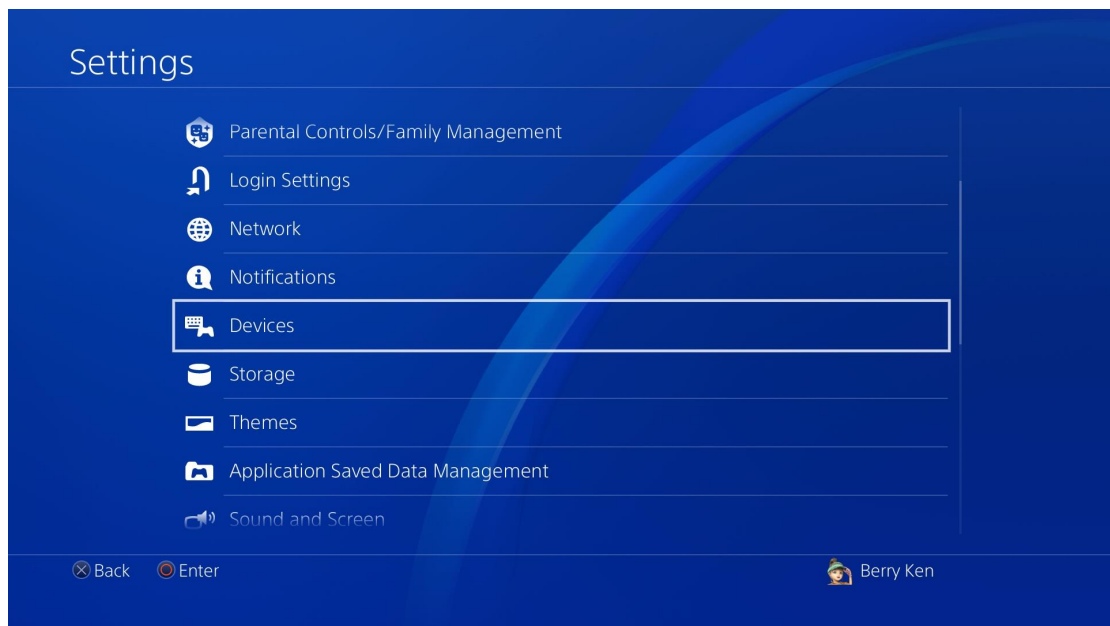 Settings
Parental Controls/Family Management
Login Settings
Network
Notifications
Devices
Storage
Themes
Application Saved Data Management
Sound and Screen
Back Enter Berry Ken